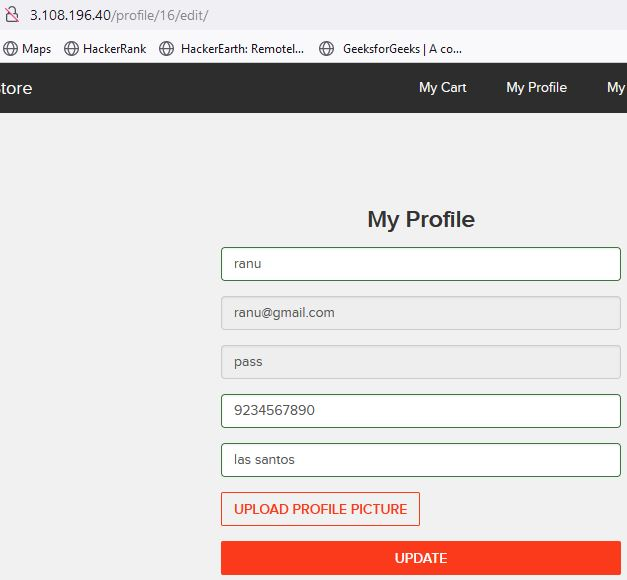 3.108.196.40/profile/16/edit/
Maps HackerRank HackerEarth: Remotel... GeeksforGeeks | A co...
tore My Cart My Profile My
My Profile
ranu
ranu@gmail.com
pass
9234567890
las santos
UPLOAD PROFILE PICTURE
UPDATE